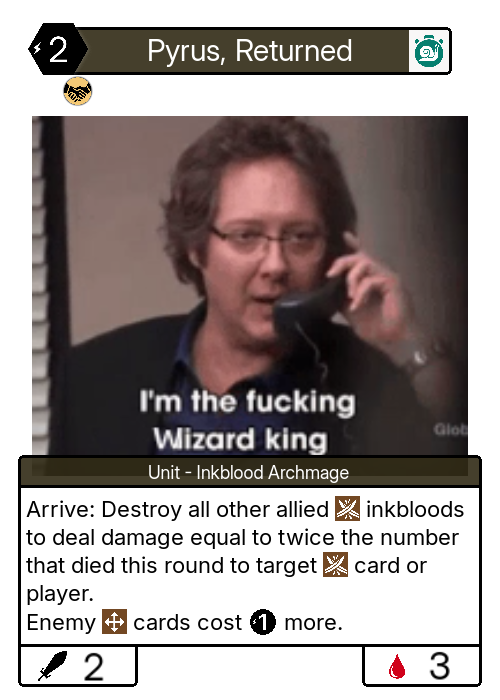 2
Pyrus, Returned
I'm the fucking
Wizard king
Glob
Unit - Inkblood Archmage
Arrive: Destroy all other allied inkbloods
to deal damage equal to twice the number
that died this round to target card or
player.
Enemy cards cost 1 more.
2
3